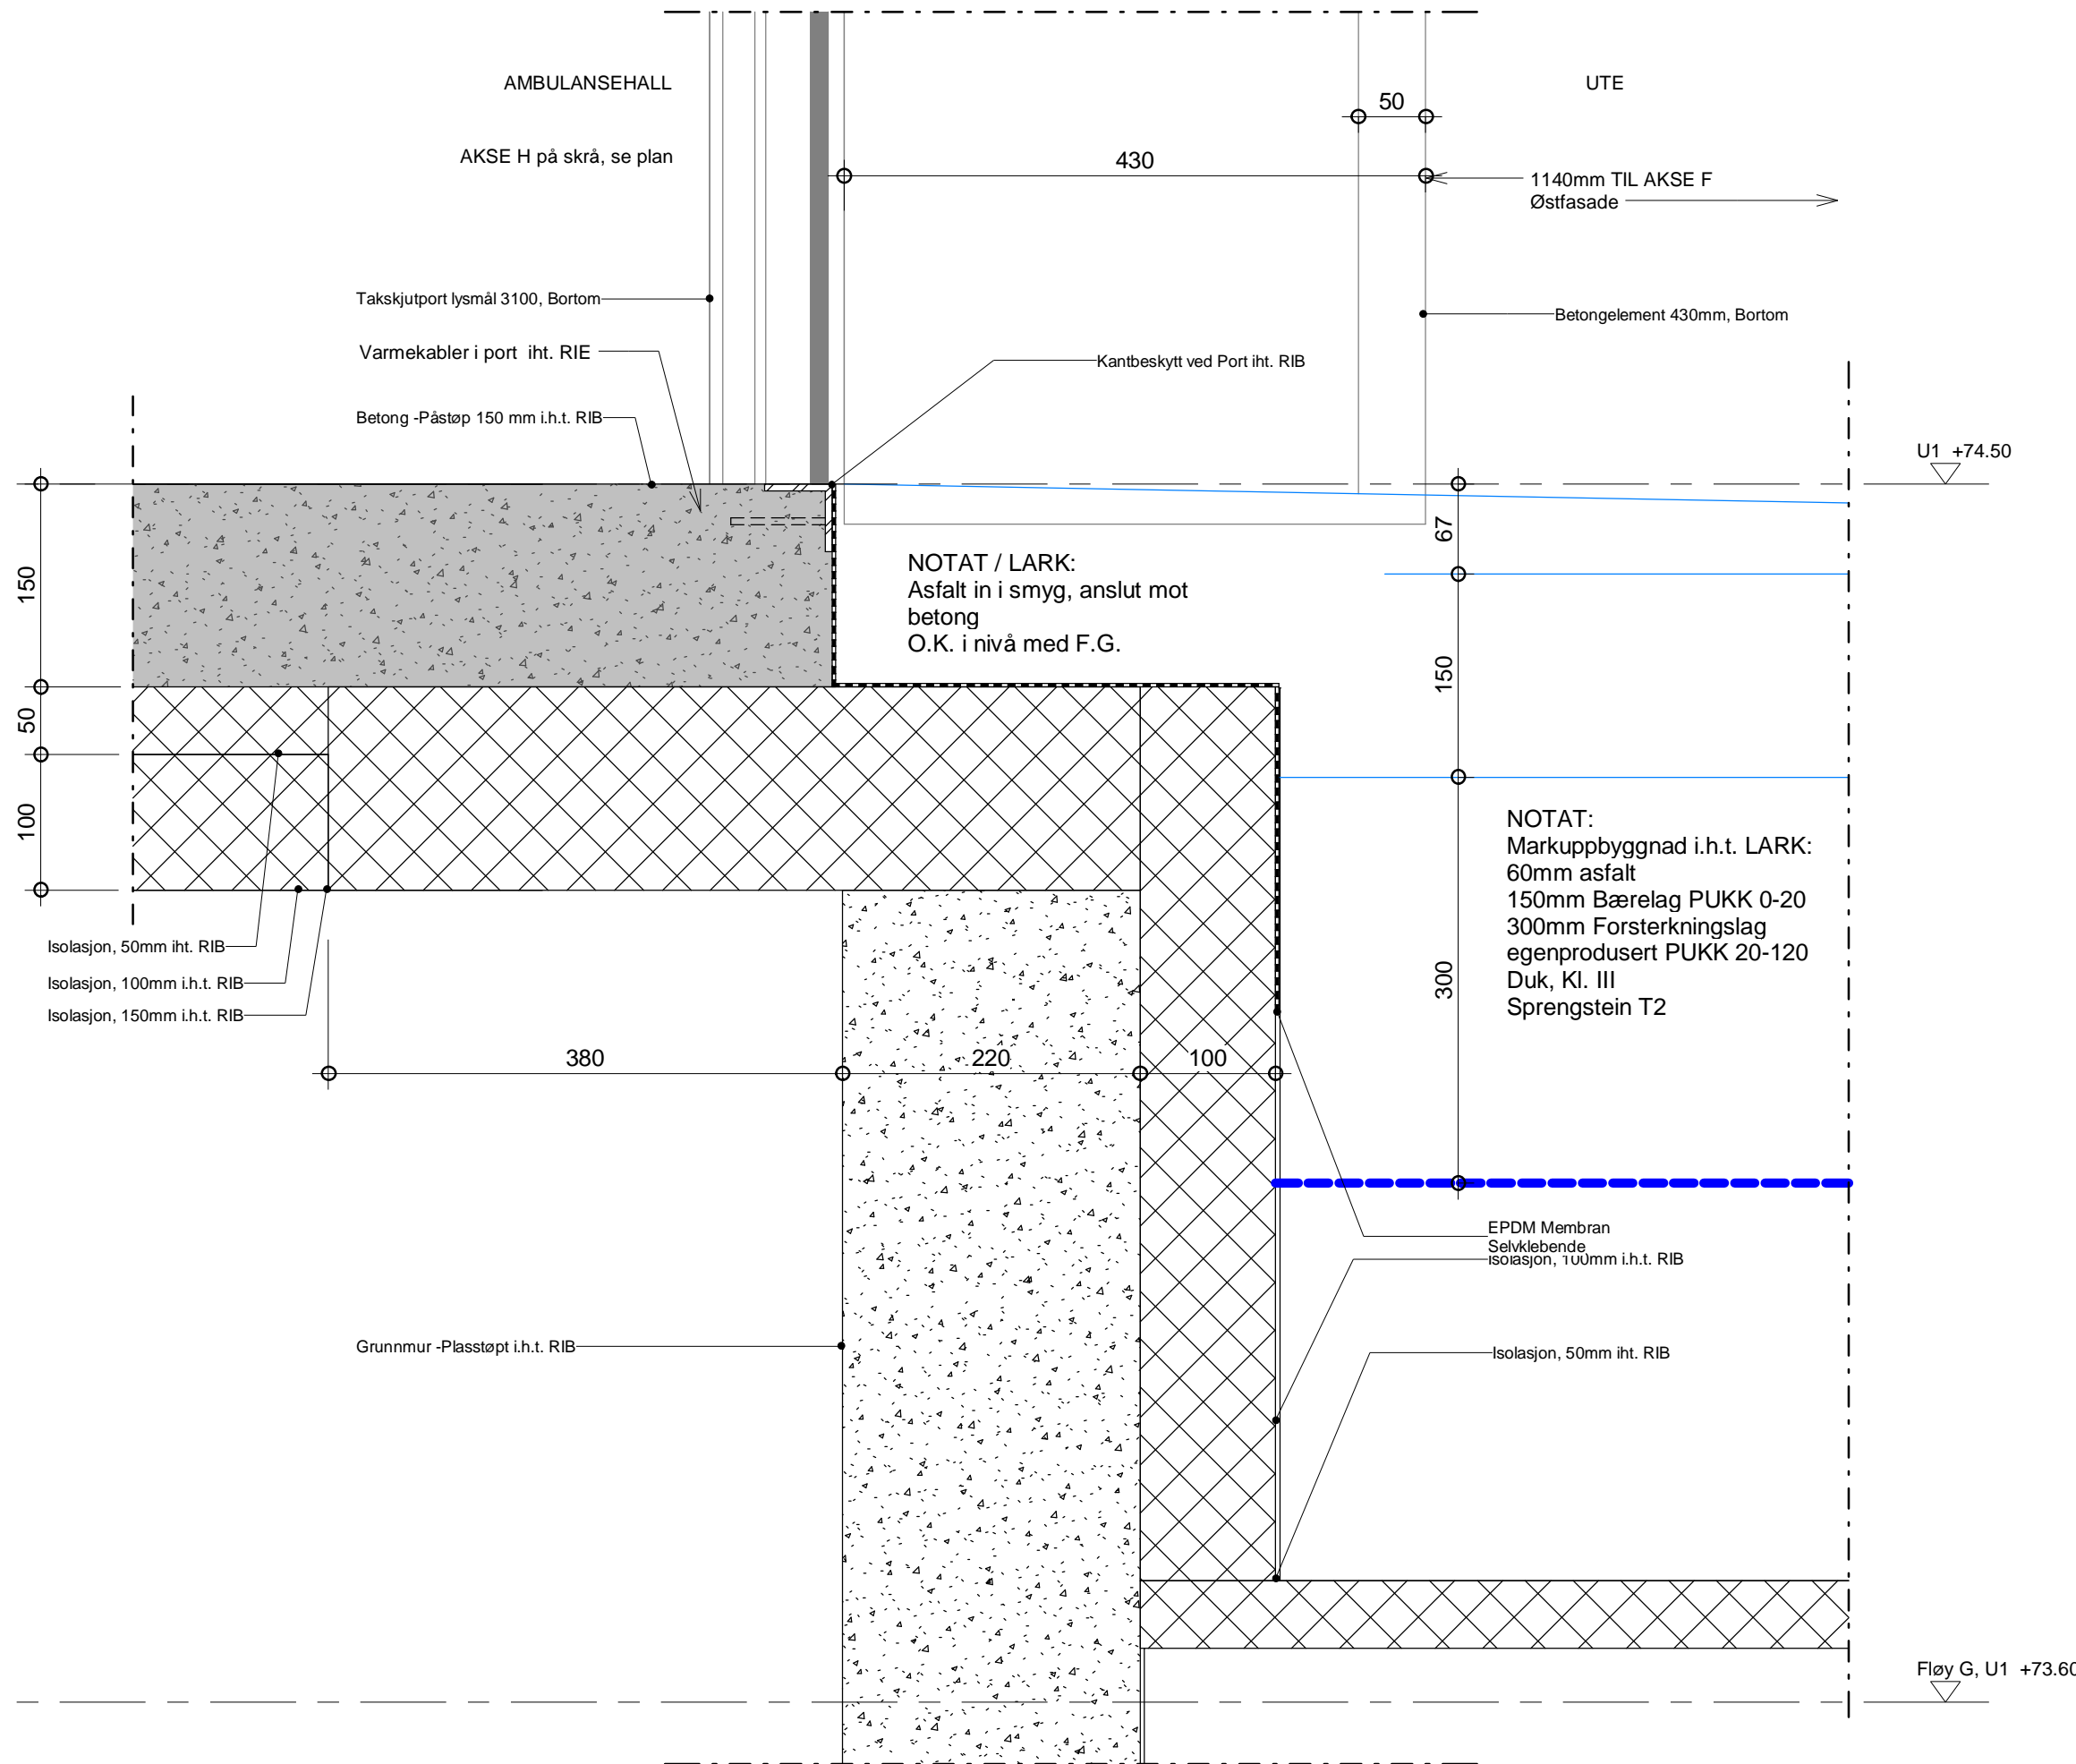 AMBULANSEHALL
UTE
50
AKSE H på skrå, se plan
430
1140mm TIL AKSE F
Østfasade
Takskjutport lysmål 3100, Bortom
Betongelement 430mm, Bortom
Varmekabler i port  iht. RIE
Kantbeskytt ved Port iht. RIB
Betong -Påstøp 150 mm i.h.t. RIB
U1  +74.50
67
NOTAT / LARK:
Asfalt in i smyg, anslut mot
betong
O.K. i nivå med F.G.
150
150
50
100
NOTAT:
Markuppbyggnad i.h.t. LARK:
60mm asfalt
150mm Bærelag PUKK 0-20
300mm Forsterkningslag
egenprodusert PUKK 20-120
Duk, Kl. III
Sprengstein T2
300
Isolasjon, 50mm iht. RIB
Isolasjon, 100mm i.h.t. RIB
Isolasjon, 150mm i.h.t. RIB
380
220
100
EPDM Membran
Selvklebende
Isolasjon, 100mm i.h.t. RIB
Grunnmur -Plasstøpt i.h.t. RIB
Isolasjon, 50mm iht. RIB
Fløy G, U1  +73.60